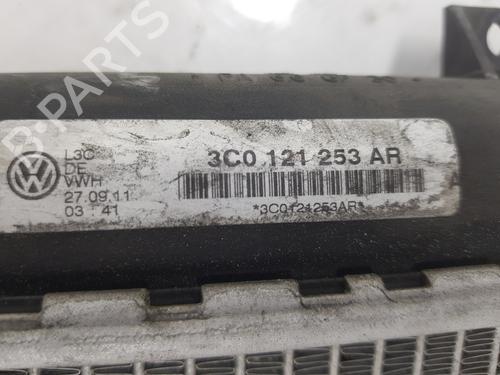 B-PARTS
L3C
DE
VWH
27.09.11
03:41
3C0 121 253 AR
*3C0121253AR*